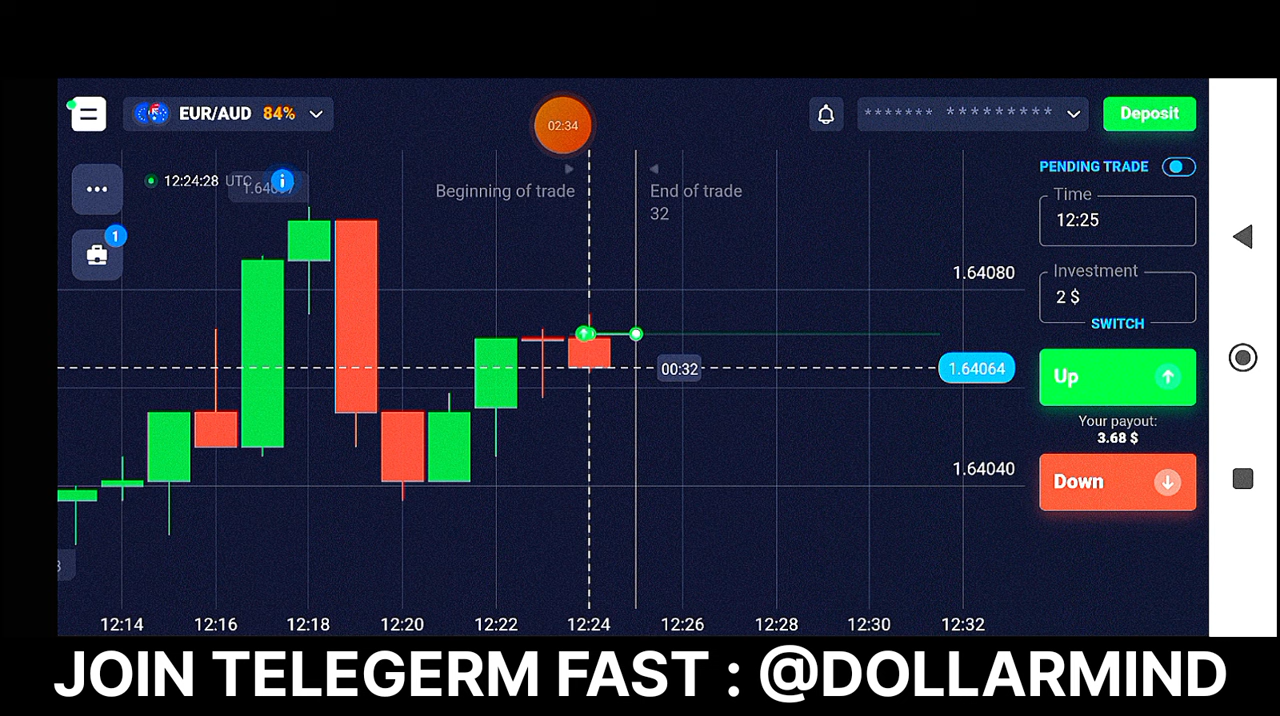 EUR/AUD 84%
02:34
******* *********
Deposit
12:24:28 UTC
i
Beginning of trade
End of trade
32
PENDING TRADE
Time
12:25
1
1.64080
Investment
2 $
SWITCH
00:32
1.64064
Up
Your payout:
3.68 $
1.64040
Down
12:14 12:16 12:18 12:20 12:22 12:24 12:26 12:28 12:30 12:32
JOIN TELEGERM FAST : @DOLLARMIND